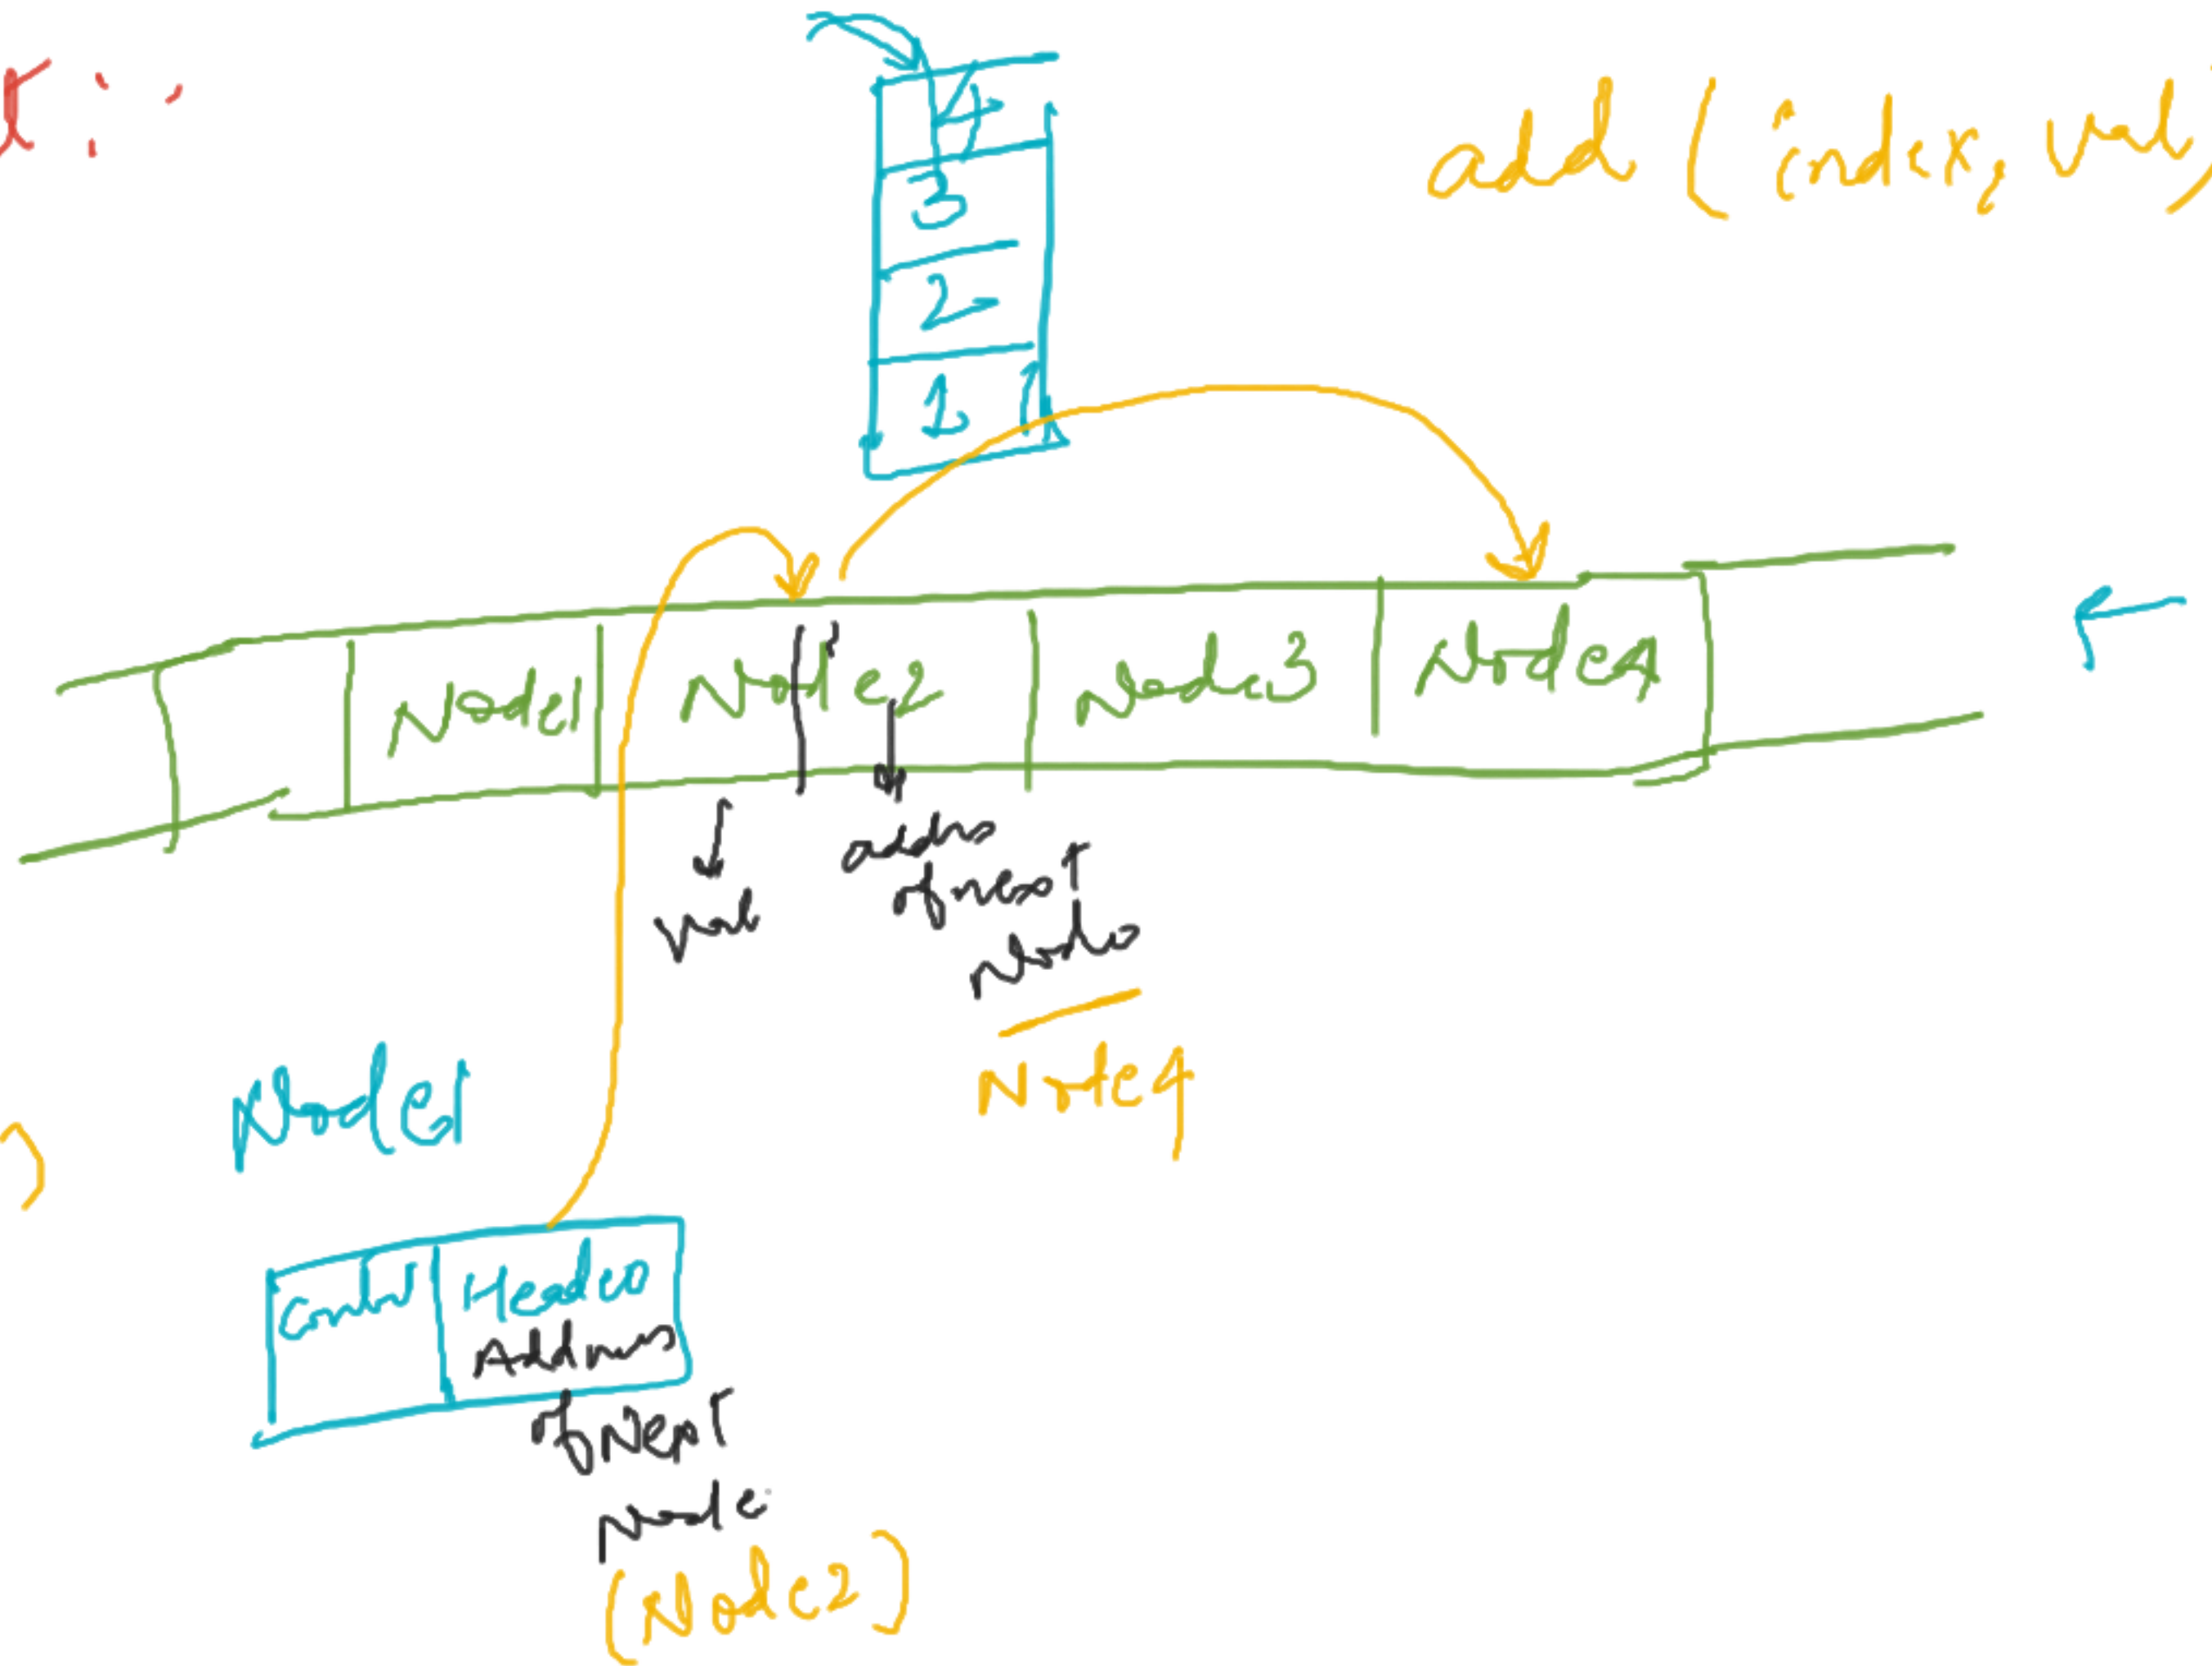 add (index, val)
4
3
2
1
Node1
Node2
Node3
Node4
val
address
of next
Node
Node4
Node1
Header
Address
of Next
Node
(Node2)